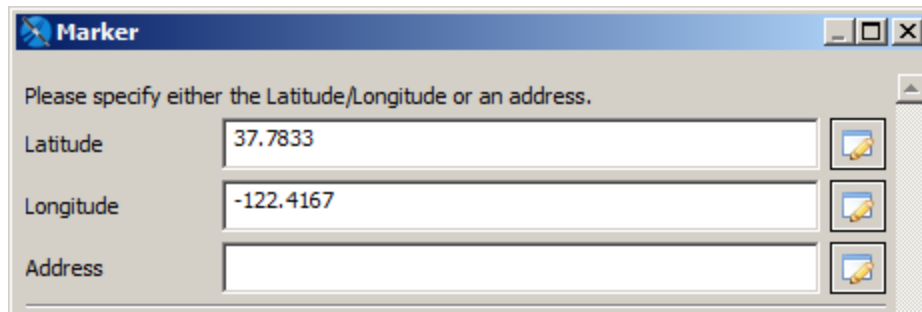 Marker
Please specify either the Latitude/Longitude or an address.
Latitude 37.7833
Longitude -122.4167
Address